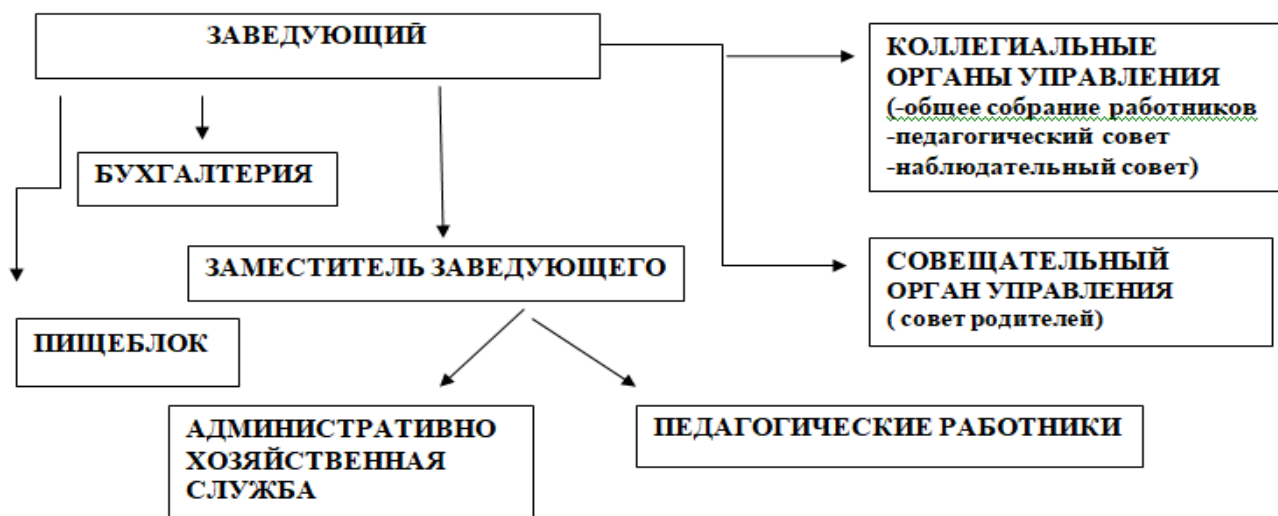 ЗАВЕДУЮЩИЙ
КОЛЛЕГИАЛЬНЫЕ
ОРГАНЫ УПРАВЛЕНИЯ
(-общее собрание работников
-педагогический совет
-наблюдательный совет)
БУХГАЛТЕРИЯ
ЗАМЕСТИТЕЛЬ ЗАВЕДУЮЩЕГО
СОВЕЩАТЕЛЬНЫЙ
ОРГАН УПРАВЛЕНИЯ
( совет родителей)
ПИЩЕБЛОК
АДМИНИСТРАТИВНО
ХОЗЯЙСТВЕННАЯ
СЛУЖБА
ПЕДАГОГИЧЕСКИЕ РАБОТНИКИ